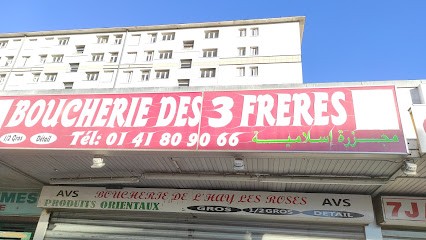 BOUCHERIE DES 3 FRERES
1/2 Gros Détail
Tél: 01 41 80 90 66 مجزرة إسلامية
AVS BOUCHERIE DE L'HAY LES ROSES AVS
PRODUITS ORIENTAUX GROS 1/2 GROS DETAIL
MES
7J